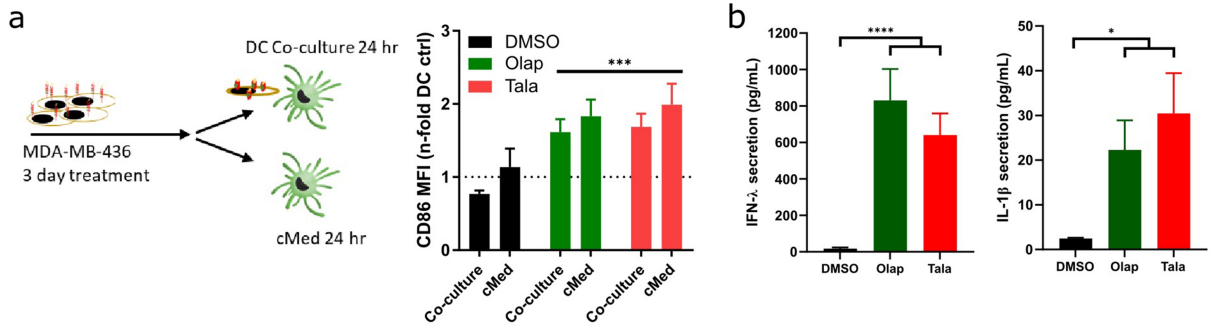 a
DC Co-culture 24 hr
MDA-MB-436
3 day treatment
cMed 24 hr
CD86 MFI (n-fold DC ctrl)
3
2
1
0
DMSO
Olap
Tala
***
Co-culture
cMed
Co-culture
cMed
Co-culture
cMed
b
IFN-λ secretion (pg/mL)
1200
1000
800
600
400
200
0
****
DMSO
Olap
Tala
IL-1β secretion (pg/mL)
50
40
30
20
10
0
*
DMSO
Olap
Tala